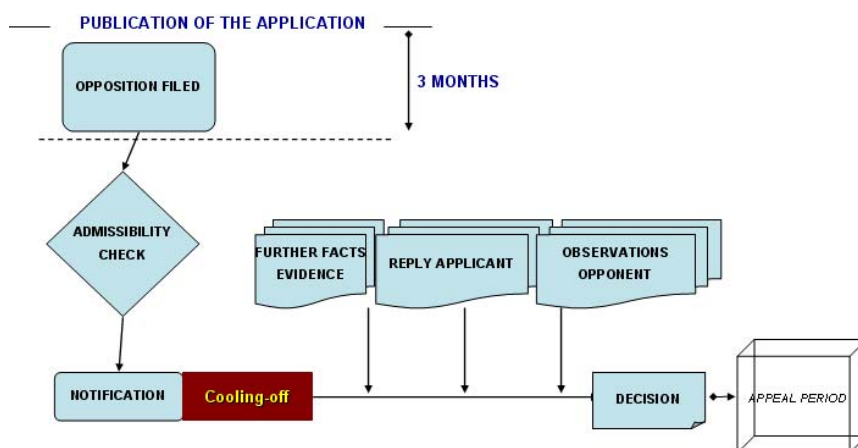 PUBLICATION OF THE APPLICATION
OPPOSITION FILED
3 MONTHS
ADMISSIBILITY
CHECK
FURTHER FACTS
EVIDENCE
REPLY APPLICANT
OBSERVATIONS
OPPONENT
NOTIFICATION
Cooling-off
DECISION
APPEAL PERIOD